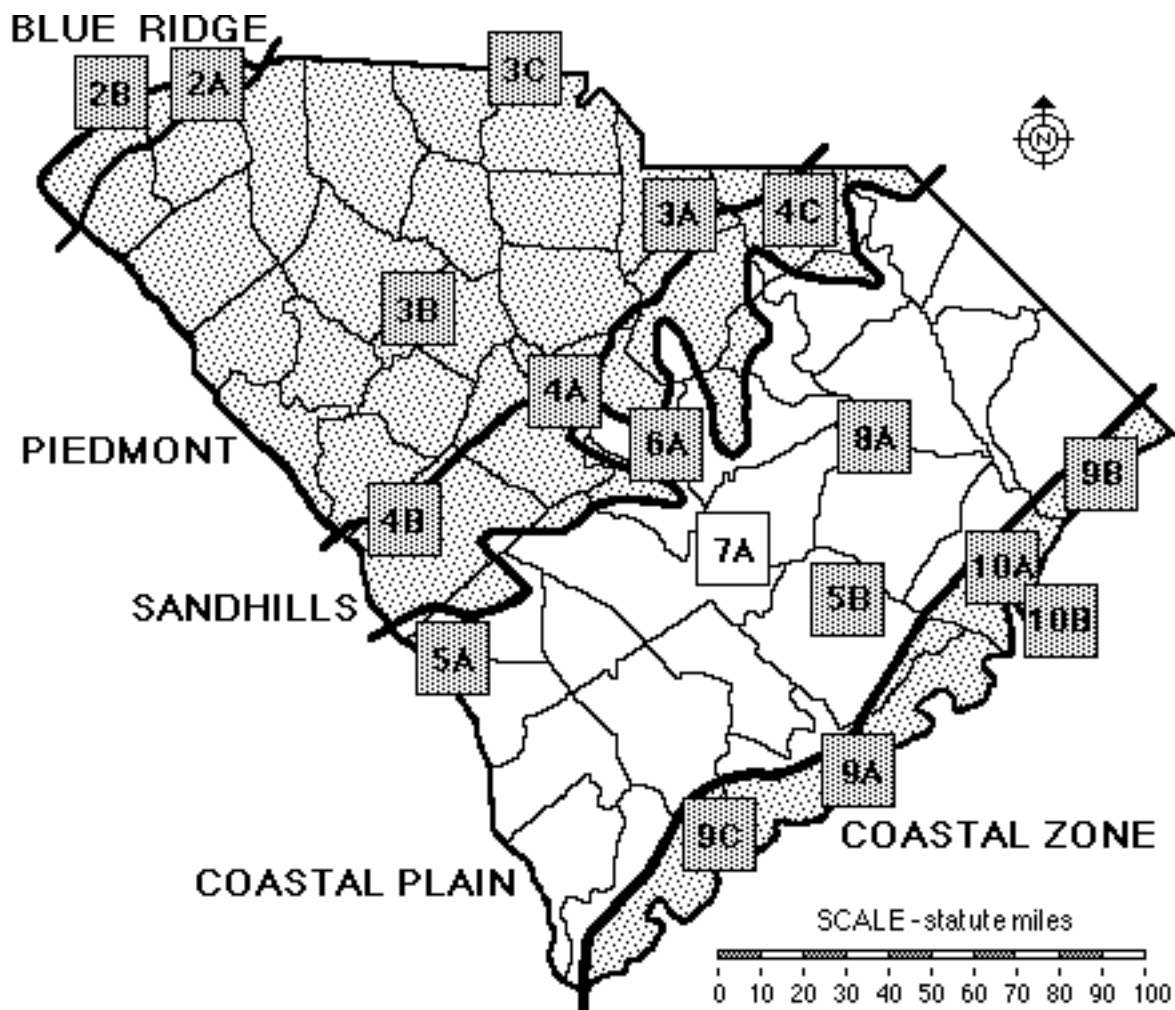 BLUE RIDGE
2B
2A
3C
N
3A
4C
3B
4A
6A
8A
PIEDMONT
9B
4B
7A
10A
SANDHILLS
5B
10B
5A
9A
9C
COASTAL ZONE
COASTAL PLAIN
SCALE - statute miles
0 10 20 30 40 50 60 70 80 90 100